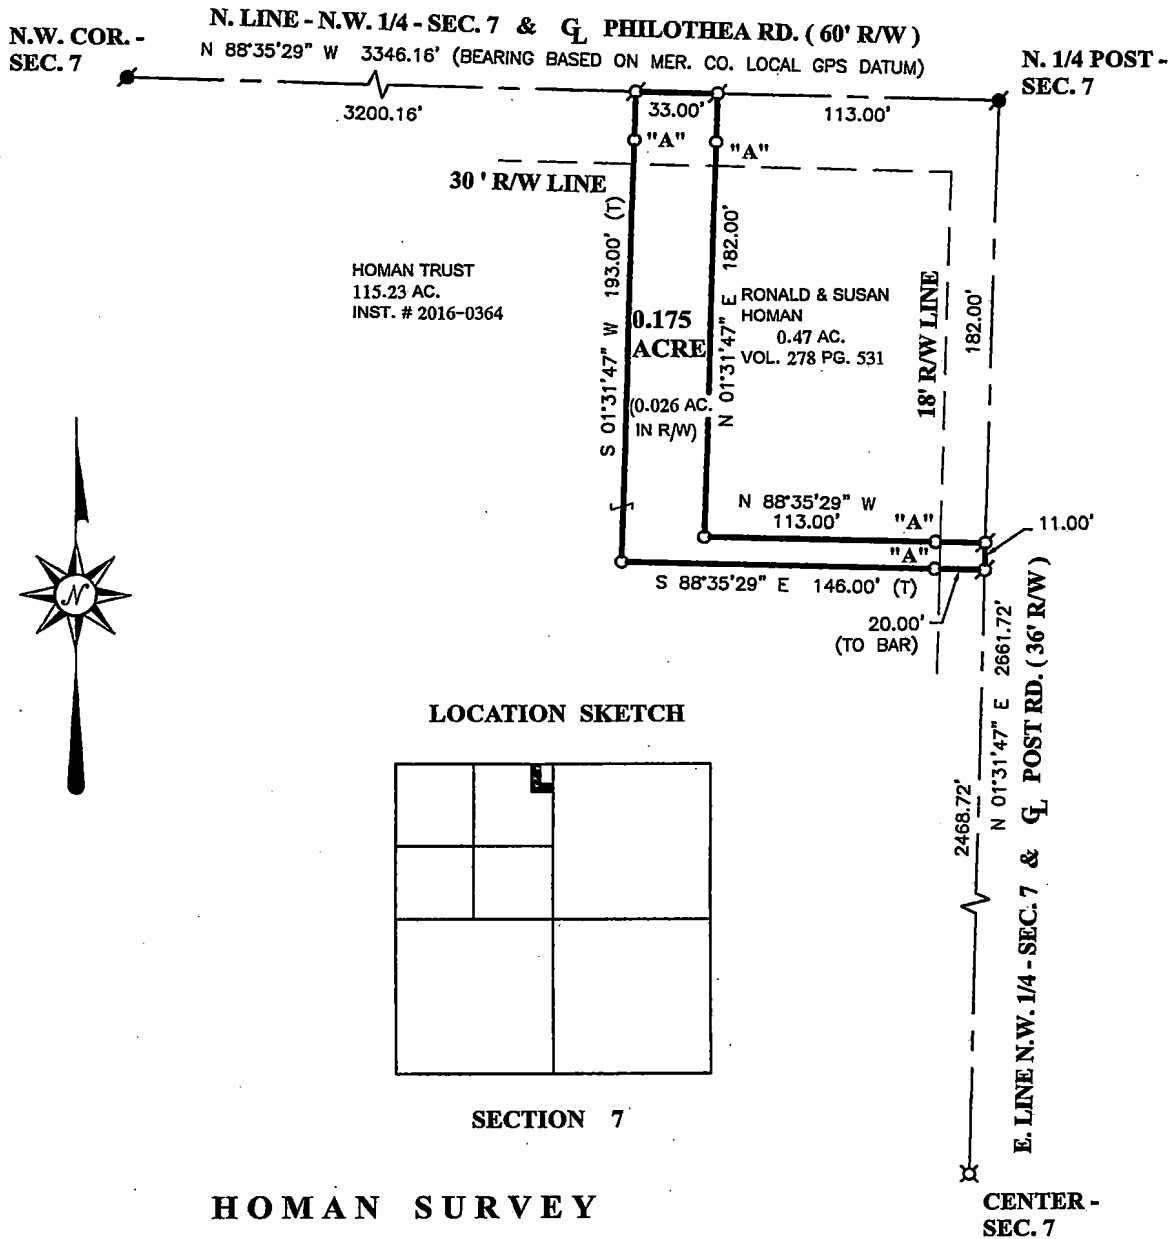 N. LINE - N.W. 1/4 - SEC. 7 & CL PHILOTHEA RD. ( 60' R/W )
N 88°35'29" W 3346.16' (BEARING BASED ON MER. CO. LOCAL GPS DATUM)
N.W. COR. -
SEC. 7
N. 1/4 POST -
SEC. 7
3200.16'
33.00'
113.00'
"A"
"A"
30 ' R/W LINE
S 01°31'47" W 193.00' (T)
N 01°31'47" E 182.00'
HOMAN TRUST
115.23 AC.
INST. # 2016-0364
0.175
ACRE
(0.026 AC.
IN R/W)
RONALD & SUSAN
HOMAN
0.47 AC.
VOL. 278 PG. 531
18' R/W LINE
182.00'
N 88°35'29" W
113.00'
"A"
"A"
11.00'
S 88°35'29" E 146.00' (T)
20.00'
(TO BAR)
N
2468.72'
N 01°31'47" E 2661.72'
E. LINE N.W. 1/4 - SEC. 7 & CL POST RD. ( 36' R/W )
LOCATION SKETCH
SECTION 7
HOMAN SURVEY
CENTER -
SEC. 7